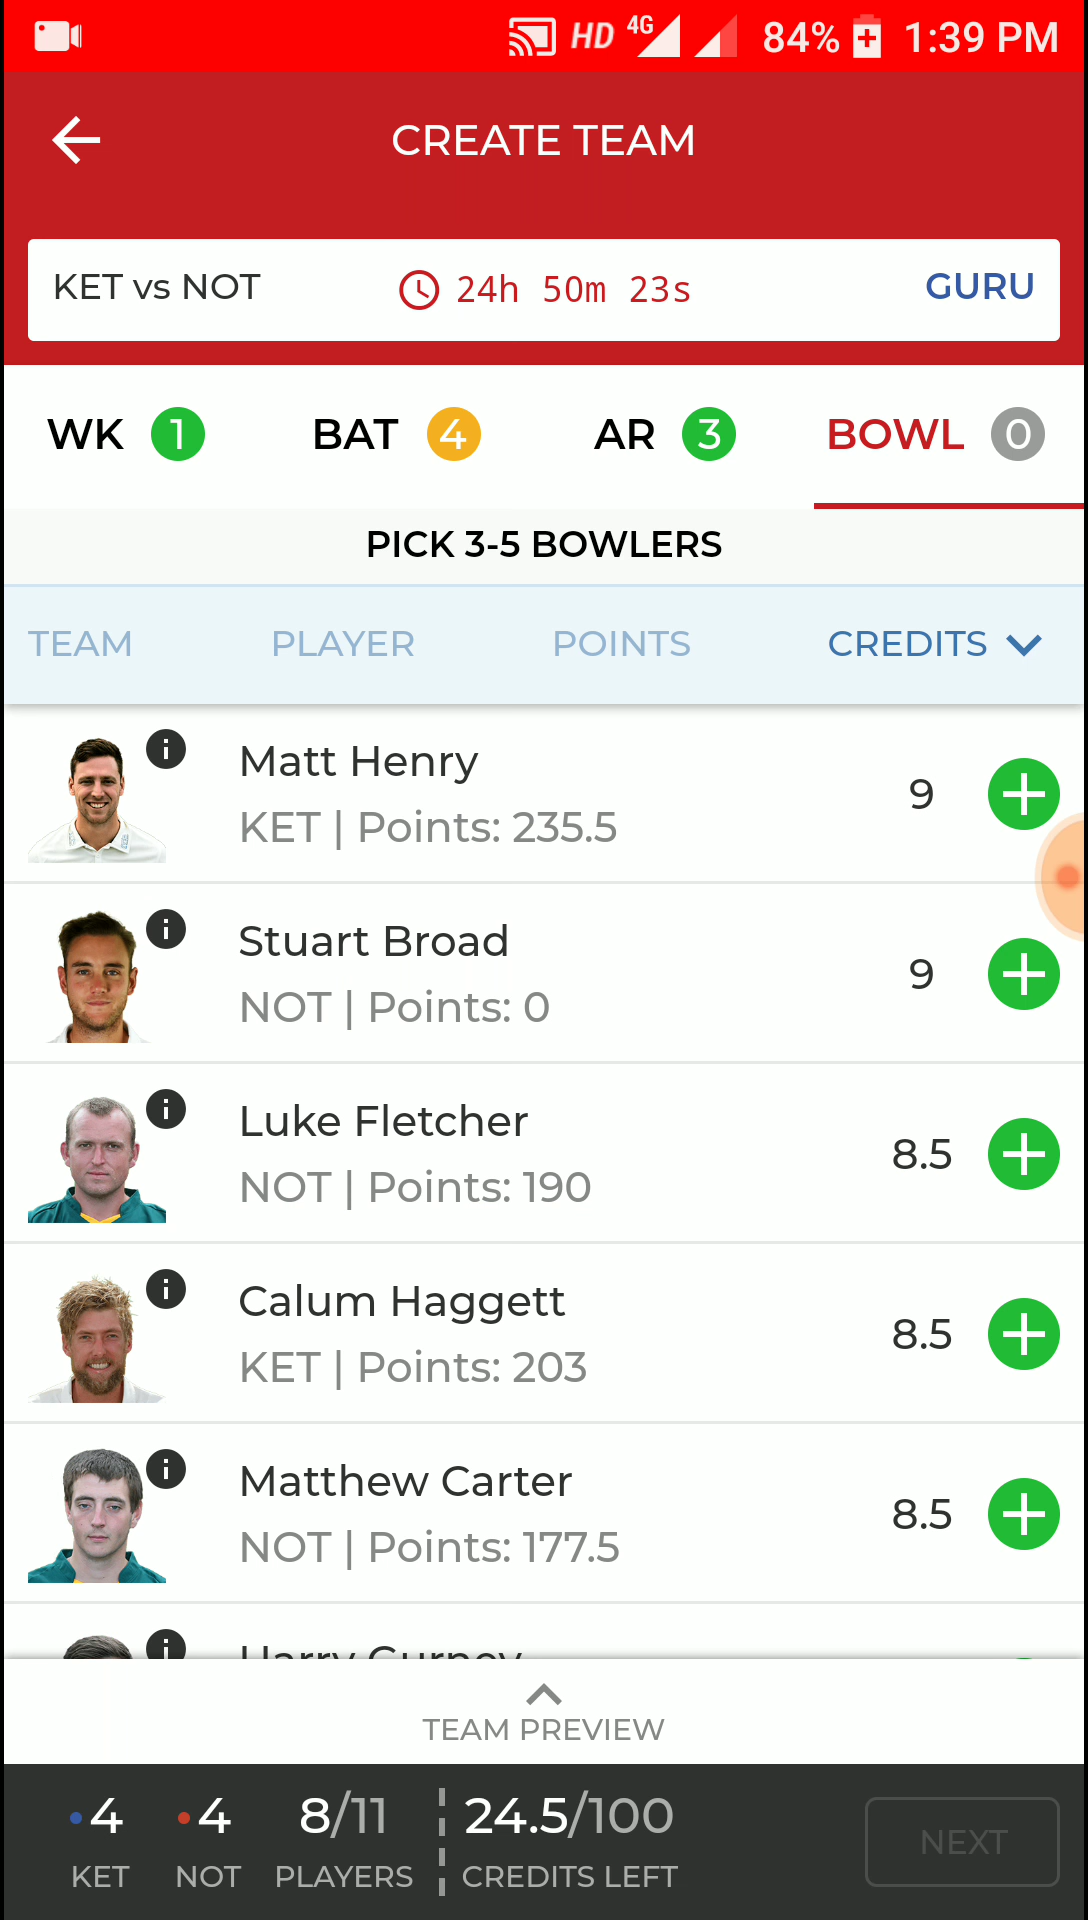 HD 4G 84% 1:39 PM
CREATE TEAM
KET vs NOT 24h 50m 23s GURU
WK 1 BAT 4 AR 3 BOWL 0
PICK 3-5 BOWLERS
TEAM PLAYER POINTS CREDITS
Matt Henry
KET | Points: 235.5
9
Stuart Broad
NOT | Points: 0
9
Luke Fletcher
NOT | Points: 190
8.5
Calum Haggett
KET | Points: 203
8.5
Matthew Carter
NOT | Points: 177.5
8.5
Harry Gurney
TEAM PREVIEW
4 4 8/11 24.5/100
KET NOT PLAYERS CREDITS LEFT
NEXT